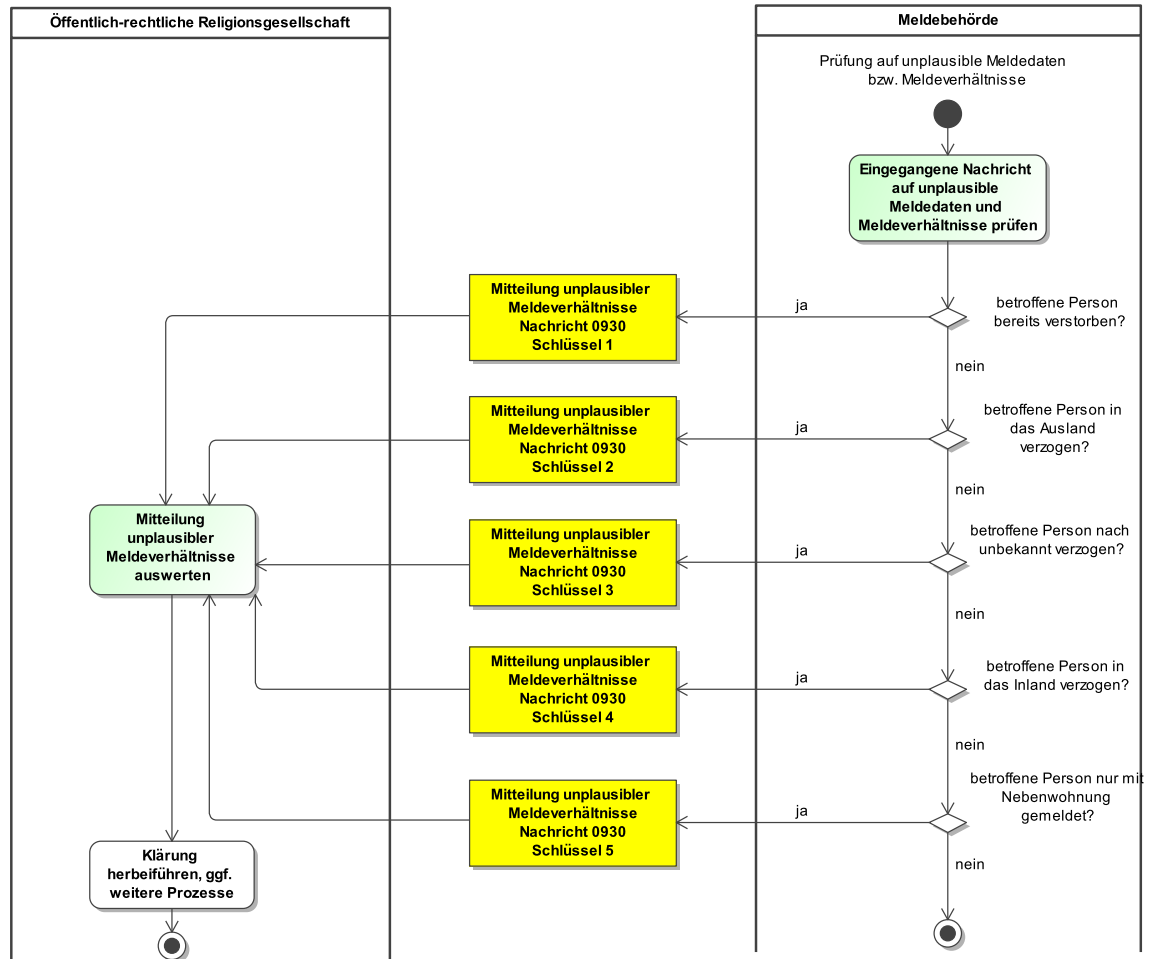 Öffentlich-rechtliche Religionsgesellschaft
Meldebehörde
Prüfung auf unplausible Meldedaten
bzw. Meldeverhältnisse
Eingegangene Nachricht
auf unplausible
Meldedaten und
Meldeverhältnisse prüfen
Mitteilung unplausibler
Meldeverhältnisse
Nachricht 0930
Schlüssel 1
ja
betroffene Person
bereits verstorben?
nein
Mitteilung unplausibler
Meldeverhältnisse
Nachricht 0930
Schlüssel 2
ja
betroffene Person in
das Ausland
verzogen?
nein
Mitteilung
unplausibler
Meldeverhältnisse
auswerten
Mitteilung unplausibler
Meldeverhältnisse
Nachricht 0930
Schlüssel 3
ja
betroffene Person nach
unbekannt verzogen?
nein
Mitteilung unplausibler
Meldeverhältnisse
Nachricht 0930
Schlüssel 4
ja
betroffene Person in
das Inland verzogen?
nein
Mitteilung unplausibler
Meldeverhältnisse
Nachricht 0930
Schlüssel 5
ja
betroffene Person nur mit
Nebenwohnung
gemeldet?
nein
Klärung
herbeiführen, ggf.
weitere Prozesse